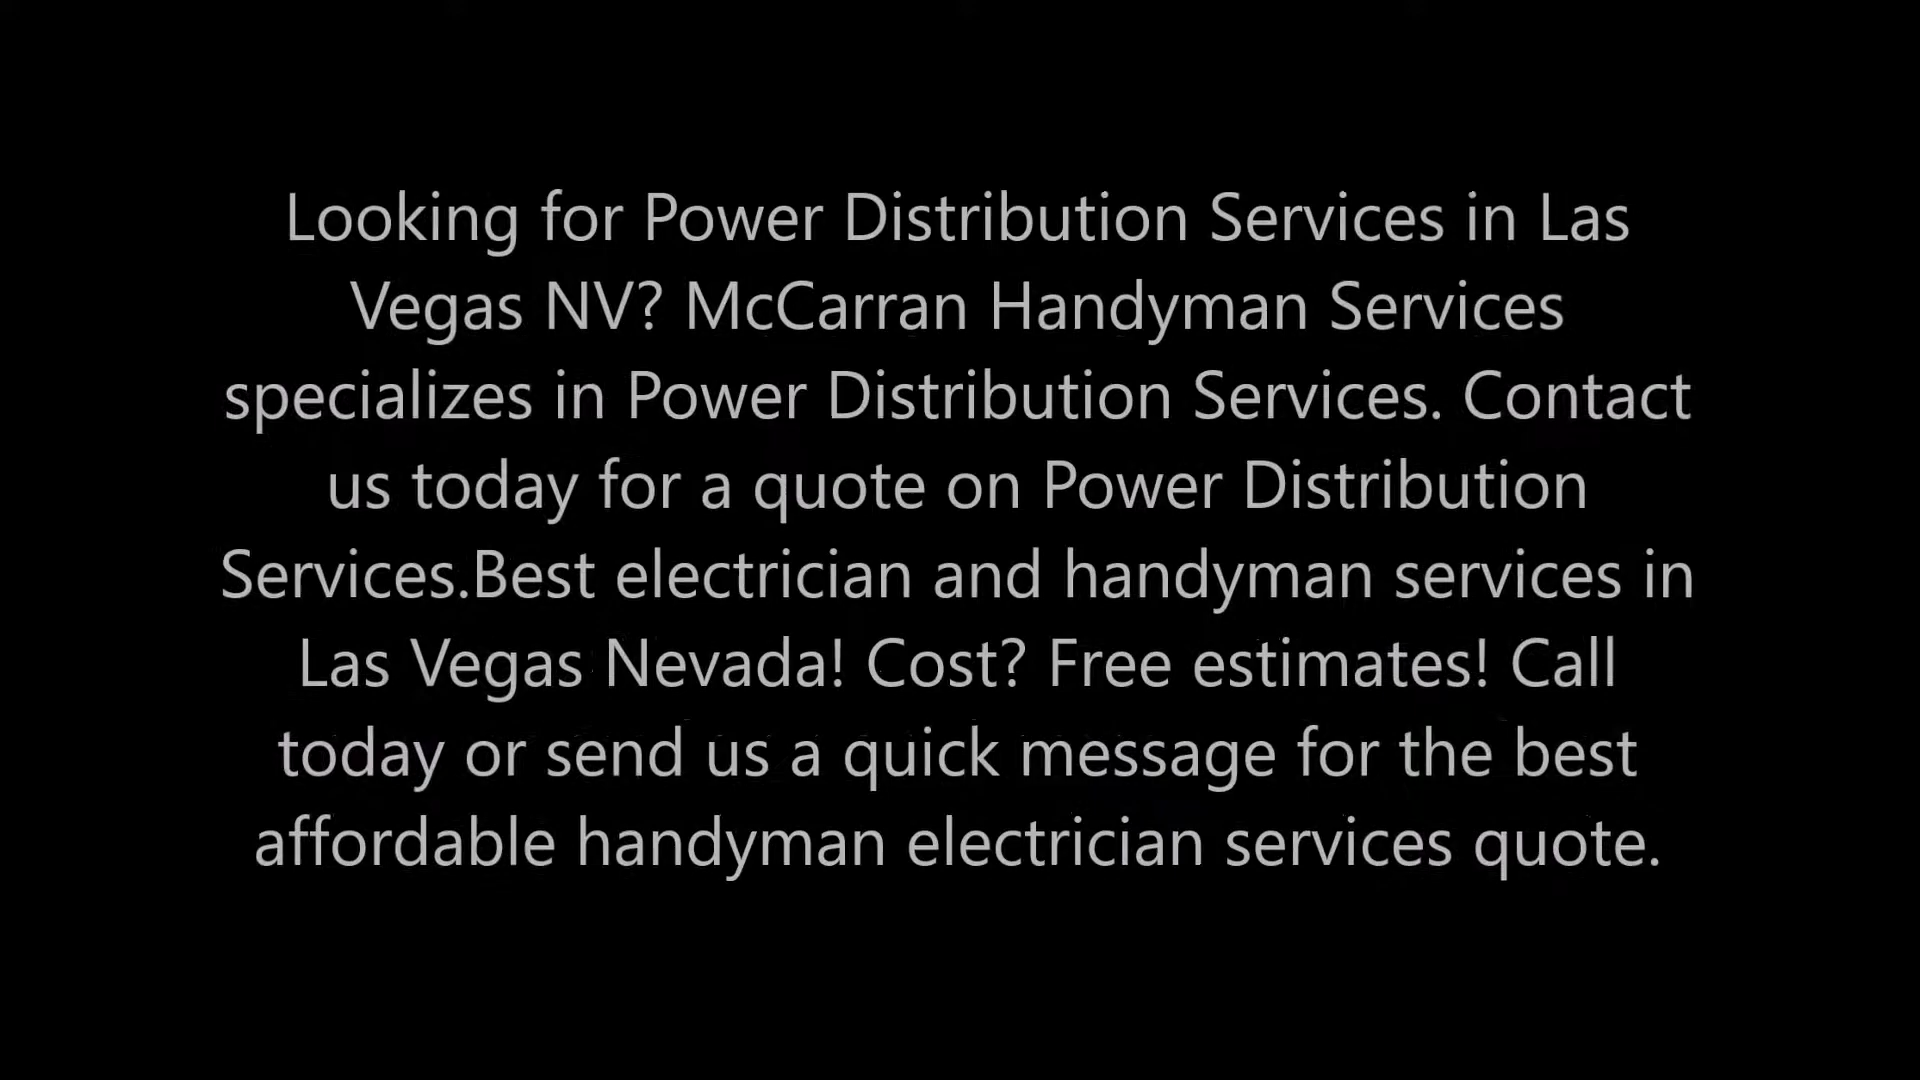 Looking for Power Distribution Services in Las
Vegas NV? McCarran Handyman Services
specializes in Power Distribution Services. Contact
us today for a quote on Power Distribution
Services.Best electrician and handyman services in
Las Vegas Nevada! Cost? Free estimates! Call
today or send us a quick message for the best
affordable handyman electrician services quote.